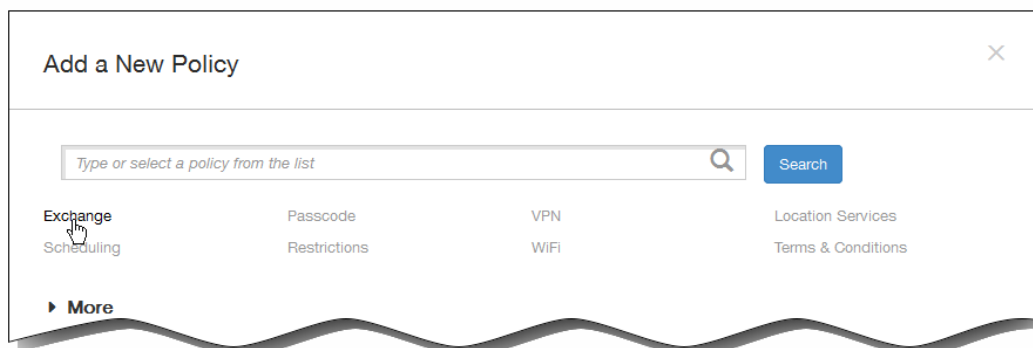 Add a New Policy
Type or select a policy from the list
Search
Exchange Passcode VPN Location Services
Scheduling Restrictions WiFi Terms & Conditions
More